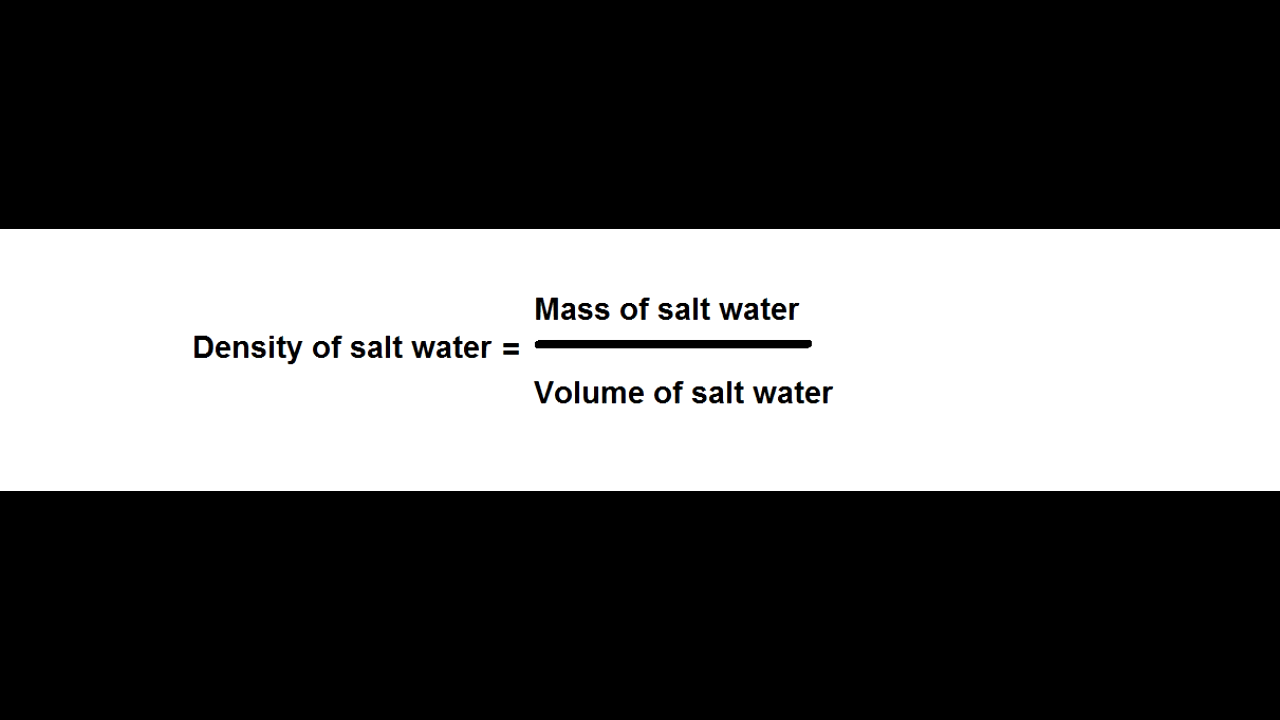 Mass of salt water
Density of salt water =
Volume of salt water